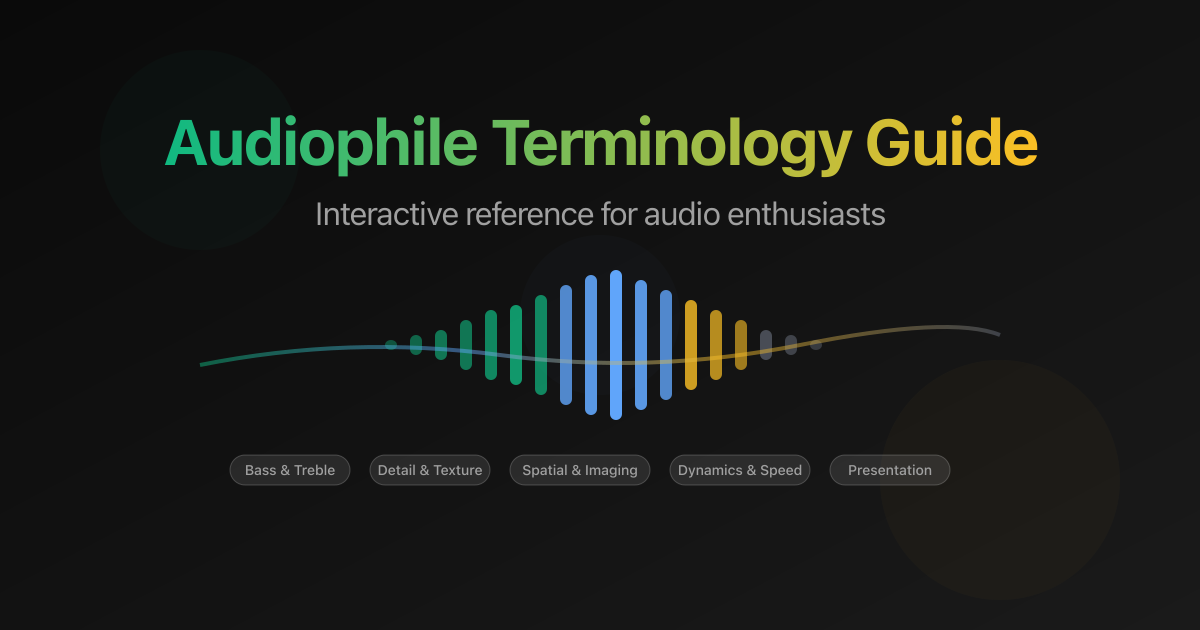 Audiophile Terminology Guide
Interactive reference for audio enthusiasts
Bass & Treble
Detail & Texture
Spatial & Imaging
Dynamics & Speed
Presentation